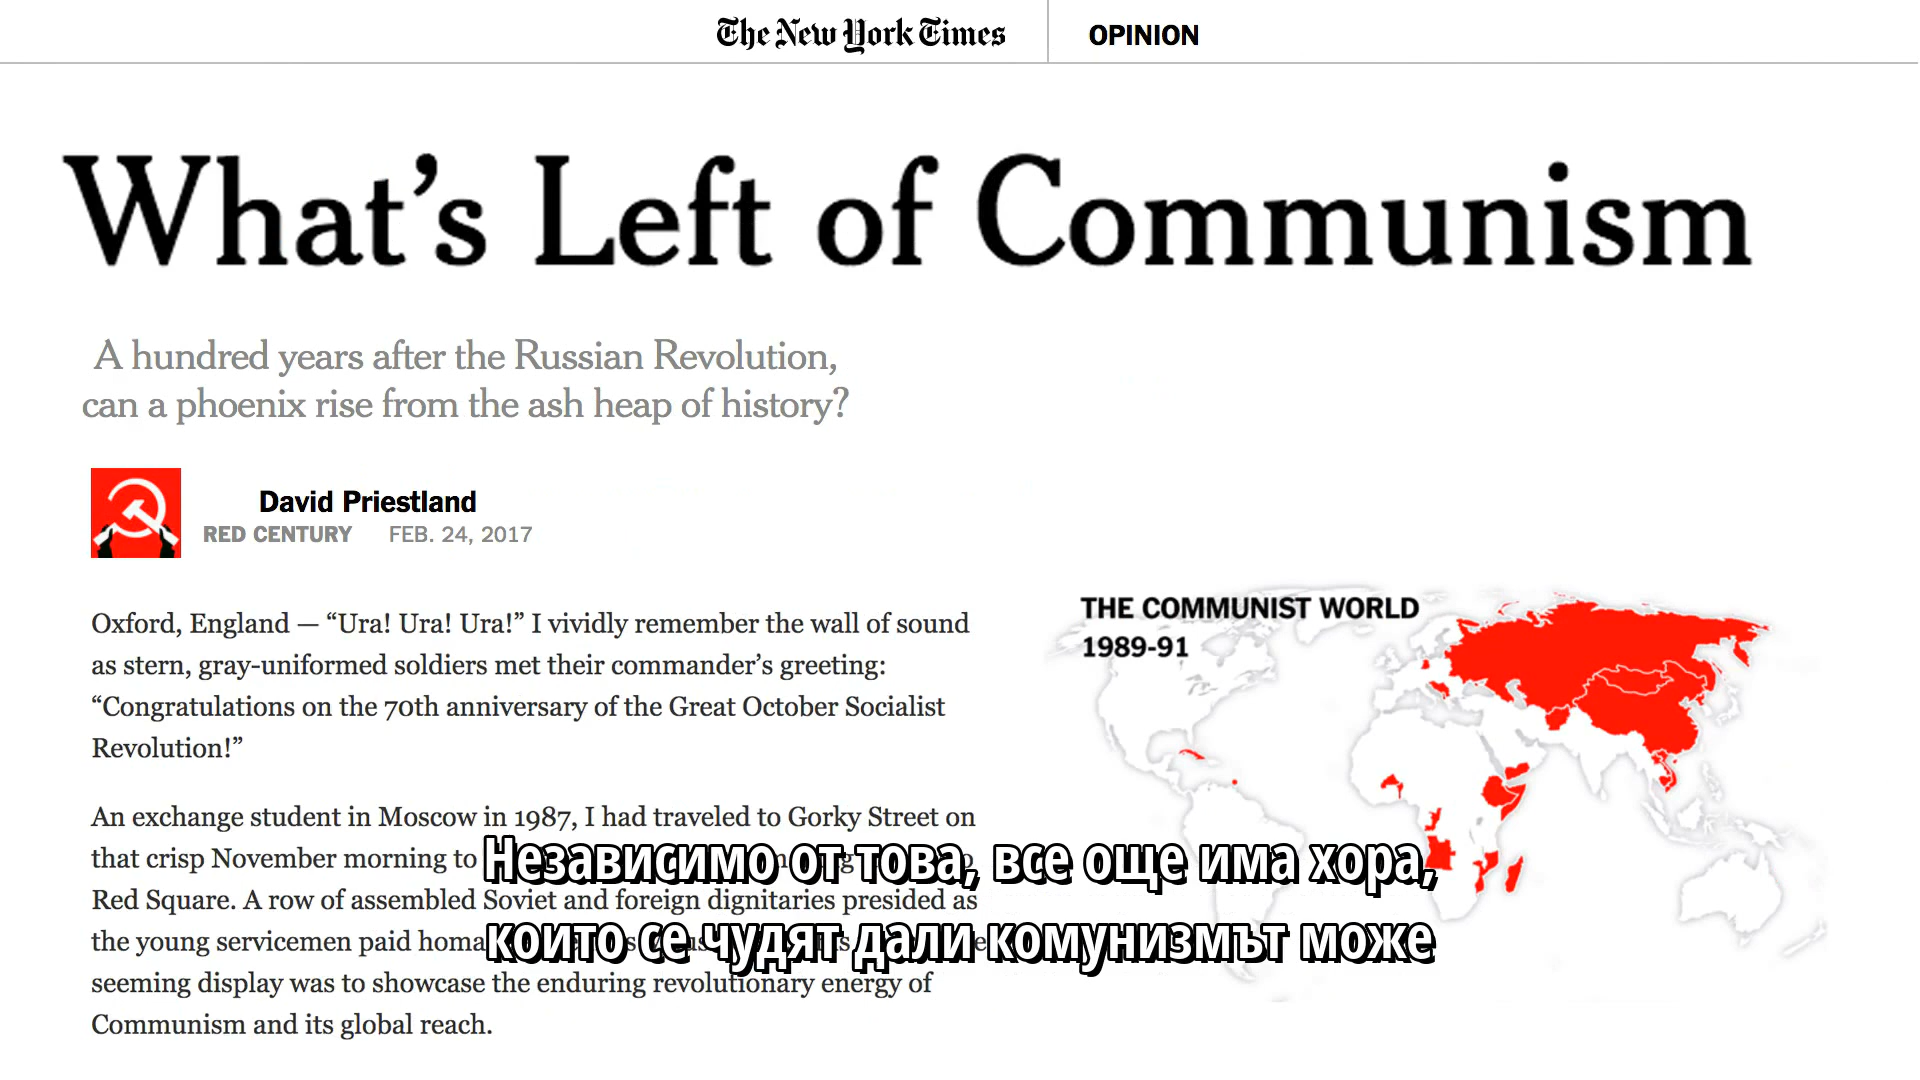 The New York Times
OPINION
What's Left of Communism
A hundred years after the Russian Revolution,
can a phoenix rise from the ash heap of history?
David Priestland
RED CENTURY FEB. 24, 2017
Oxford, England — “Ura! Ura! Ura!” I vividly remember the wall of sound
as stern, gray-uniformed soldiers met their commander’s greeting:
“Congratulations on the 70th anniversary of the Great October Socialist
Revolution!”
An exchange student in Moscow in 1987, I had traveled to Gorky Street on
that crisp November morning to
Red Square. A row of assembled Soviet and foreign dignitaries presided as
the young servicemen paid
seeming display was to showcase the enduring revolutionary energy of
Communism and its global reach.
THE COMMUNIST WORLD
1989-91
Независимо от това, все още има хора,
които се чудят дали комунизмът може